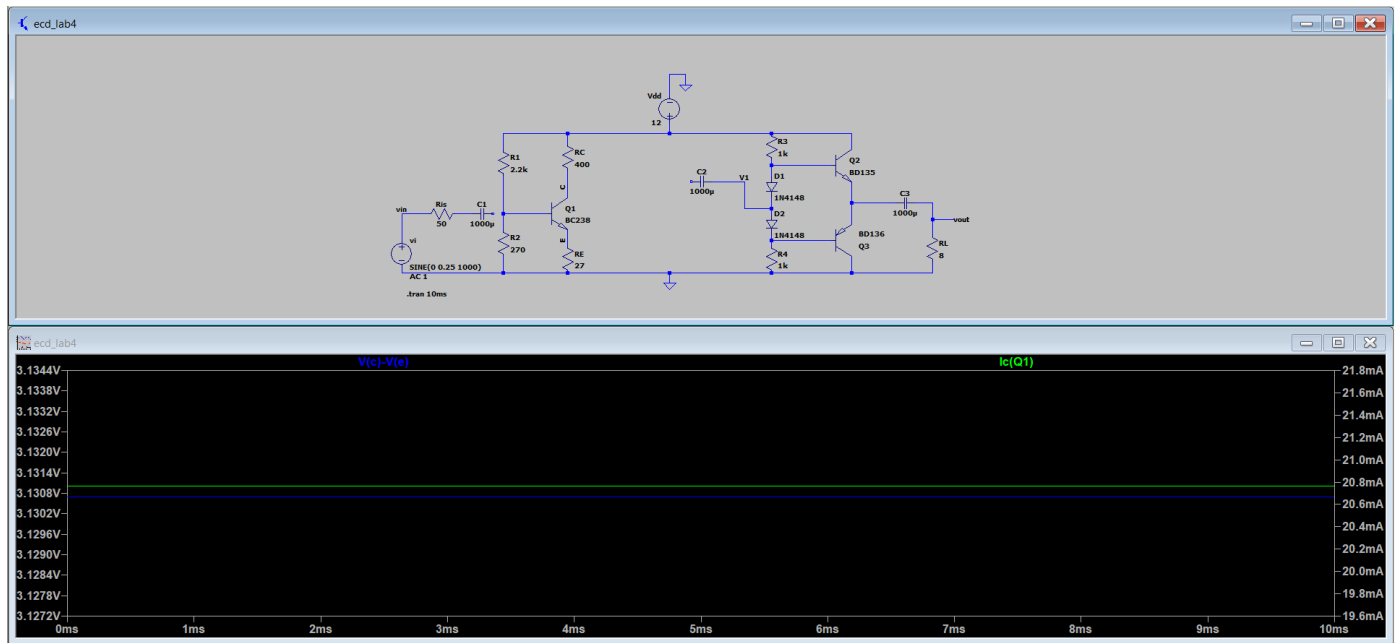 ecd_lab4
Vdd
12
R1
2.2k
RC
400
C
R3
1k
Q2
BD135
C2
1000µ
V1
D1
1N4148
vin
Ris
50
C1
1000µ
Q1
BC238
D2
1N4148
C3
1000µ
vout
R2
270
E
RE
27
BD136
Q3
R4
1k
RL
8
vi
SINE(0 0.25 1000)
AC 1
.tran 10ms
ecd_lab4
V(c)-V(e)
Ic(Q1)
3.1344V
3.1338V
3.1332V
3.1326V
3.1320V
3.1314V
3.1308V
3.1302V
3.1296V
3.1290V
3.1284V
3.1278V
3.1272V
21.8mA
21.6mA
21.4mA
21.2mA
21.0mA
20.8mA
20.6mA
20.4mA
20.2mA
20.0mA
19.8mA
19.6mA
0ms 1ms 2ms 3ms 4ms 5ms 6ms 7ms 8ms 9ms 10ms